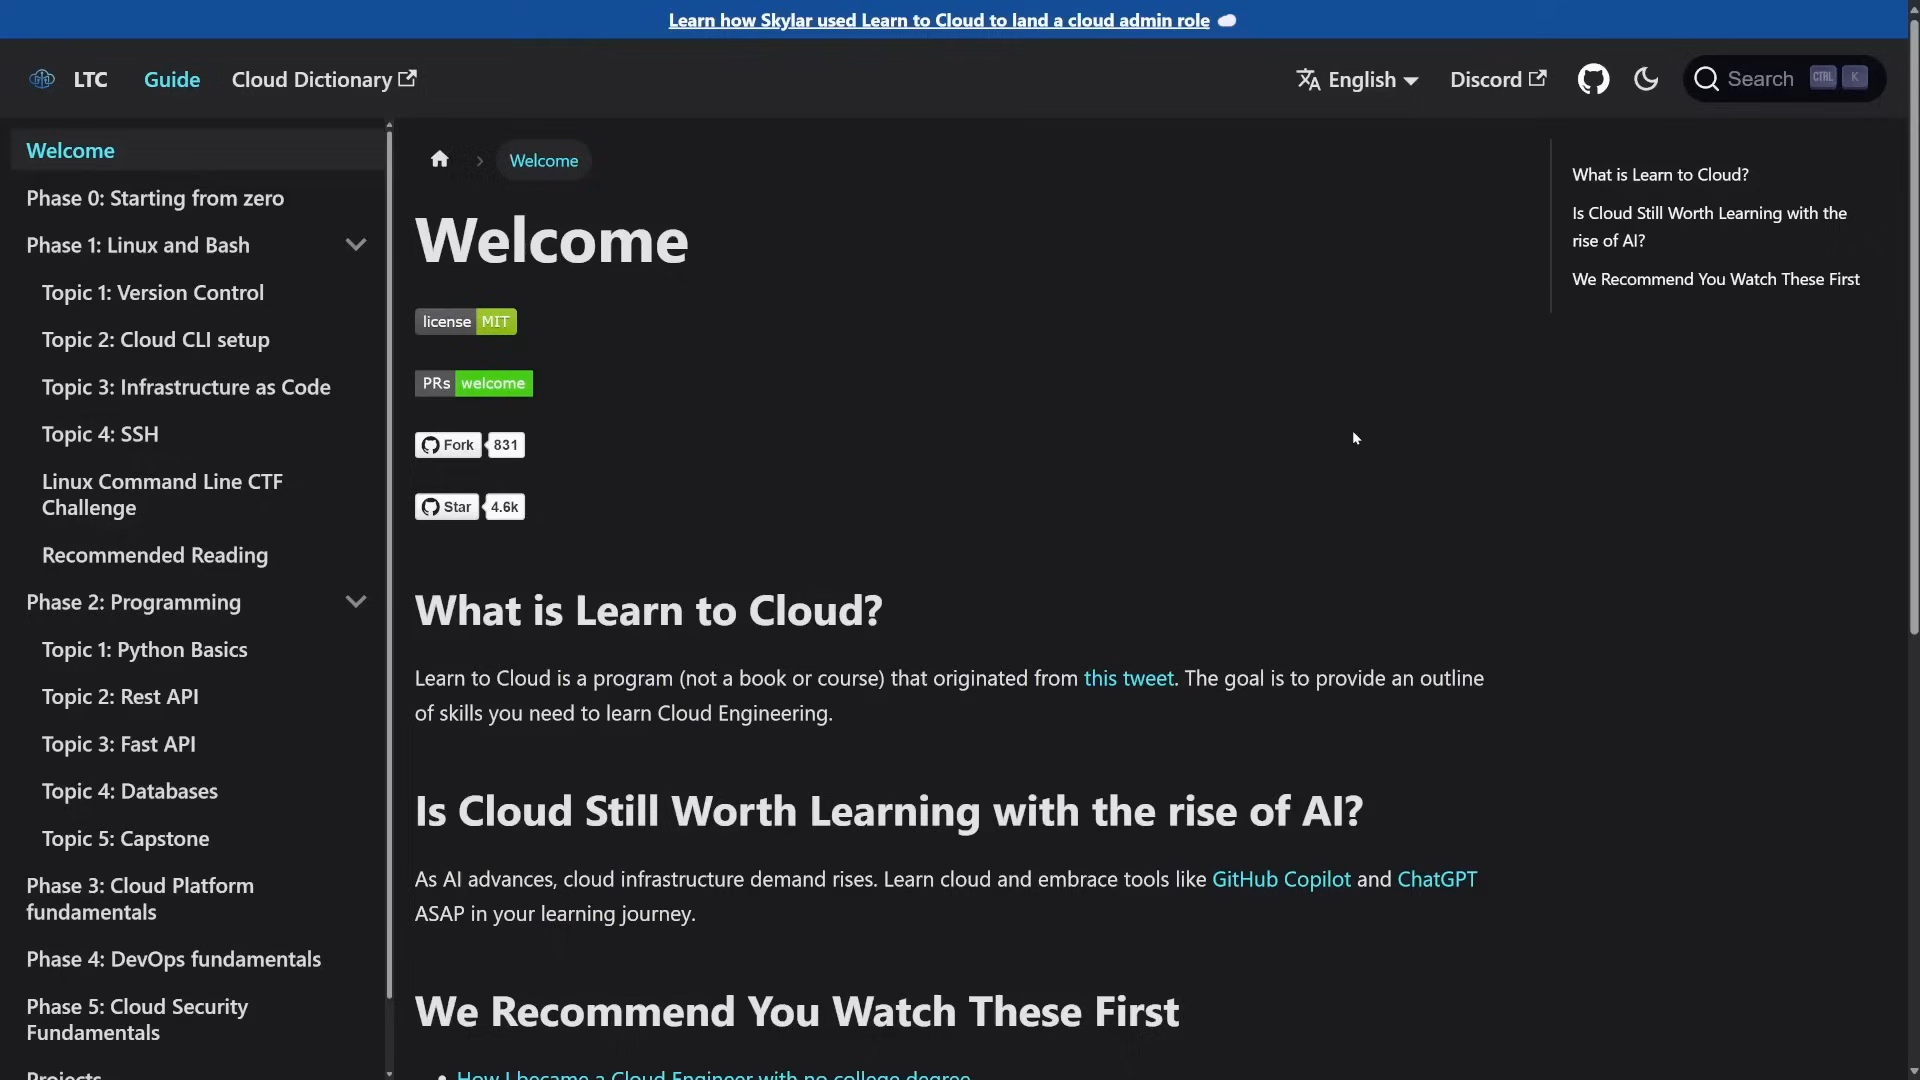 Learn how Skylar used Learn to Cloud to land a cloud admin role
LTC
Guide
Cloud Dictionary
English
Discord
Search
CTRL
K
Welcome
Phase 0: Starting from zero
Phase 1: Linux and Bash
Topic 1: Version Control
Topic 2: Cloud CLI setup
Topic 3: Infrastructure as Code
Topic 4: SSH
Linux Command Line CTF
Challenge
Recommended Reading
Phase 2: Programming
Topic 1: Python Basics
Topic 2: Rest API
Topic 3: Fast API
Topic 4: Databases
Topic 5: Capstone
Phase 3: Cloud Platform
fundamentals
Phase 4: DevOps fundamentals
Phase 5: Cloud Security
Fundamentals
Projects
Welcome
Welcome
license MIT
PRs welcome
Fork 831
Star 4.6k
What is Learn to Cloud?
Learn to Cloud is a program (not a book or course) that originated from this tweet. The goal is to provide an outline
of skills you need to learn Cloud Engineering.
Is Cloud Still Worth Learning with the rise of AI?
As AI advances, cloud infrastructure demand rises. Learn cloud and embrace tools like GitHub Copilot and ChatGPT
ASAP in your learning journey.
We Recommend You Watch These First
How I became a Cloud Engineer with no college degree
What is Learn to Cloud?
Is Cloud Still Worth Learning with the
rise of AI?
We Recommend You Watch These First